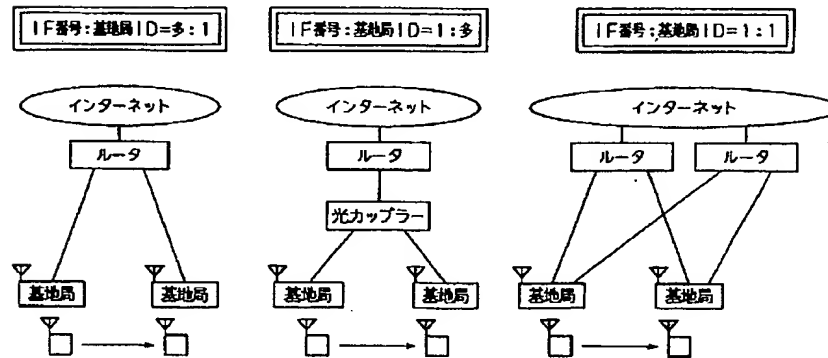 IF番号:基地局ID=多:1
IF番号:基地局ID=1:多
IF番号:基地局ID=1:1
インターネット
インターネット
インターネット
ルータ
ルータ
ルータ
ルータ
光カップラー
基地局
基地局
基地局
基地局
基地局
基地局